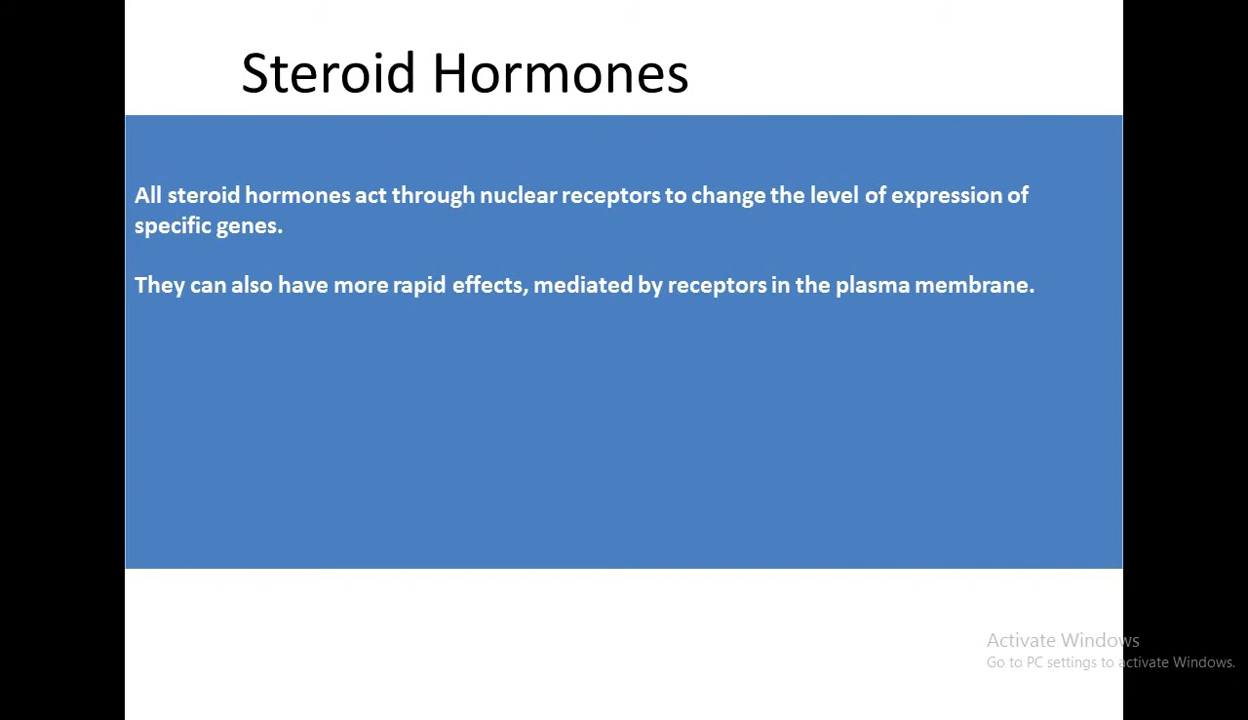 Steroid Hormones
All steroid hormones act through nuclear receptors to change the level of expression of
specific genes.
They can also have more rapid effects, mediated by receptors in the plasma membrane.
Activate Windows
Go to PC settings to activate Windows.